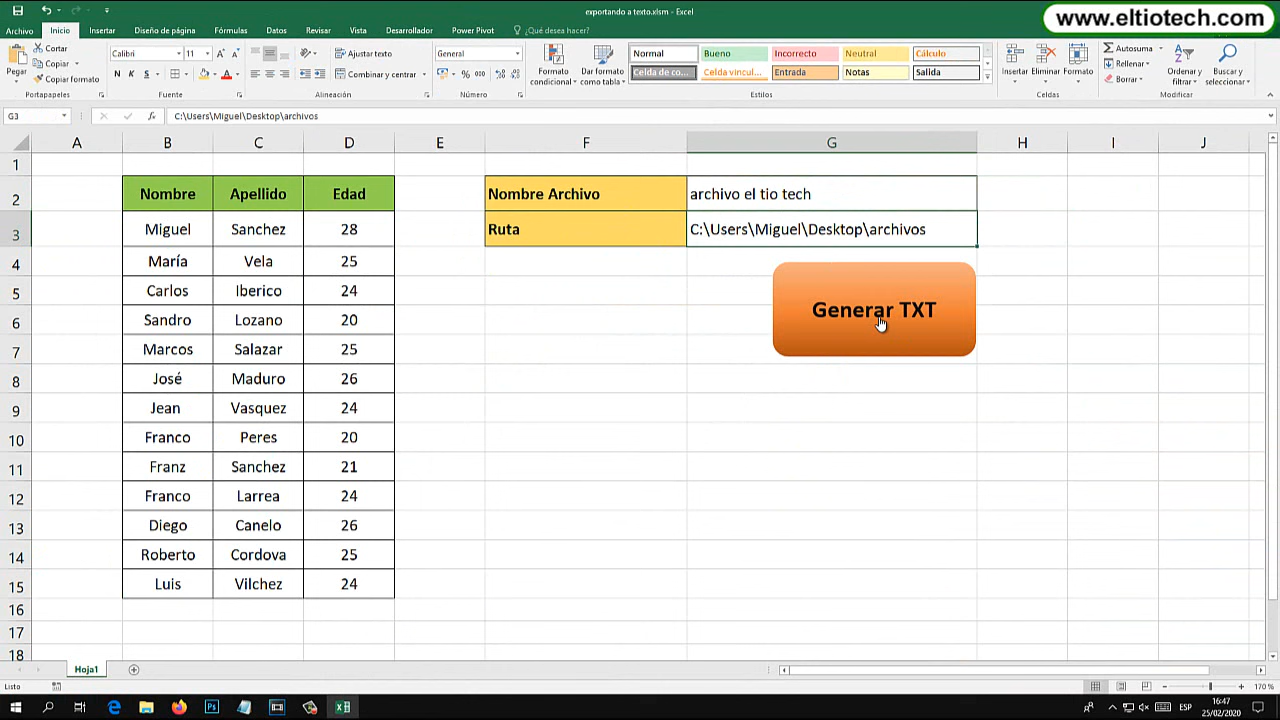 exportando a texto.xlsm - Excel
www.eltiotech.com
Archivo Inicio Insertar Diseño de página Fórmulas Datos Revisar Vista Desarrollador Power Pivot ¿Qué desea hacer?
Pegar
Cortar
Copiar
Copiar formato
Portapapeles
Calibri 11
N K S
Fuente
Ajustar texto
Combinar y centrar
Alineación
General
% 000
Número
Formato condicional
Dar formato como tabla
Normal Bueno Incorrecto Neutral Cálculo
Celda de co... Celda vincul... Entrada Notas Salida
Estilos
Insertar Eliminar Formato
Celdas
Autosuma
Rellenar
Borrar
Ordenar y filtrar
Buscar y seleccionar
Modificar
G3 fx C:\Users\Miguel\Desktop\archivos
A B C D E F G H I J
1
2 Nombre Apellido Edad Nombre Archivo archivo el tio tech
3 Miguel Sanchez 28 Ruta C:\Users\Miguel\Desktop\archivos
4 María Vela 25
5 Carlos Iberico 24
6 Sandro Lozano 20
Generar TXT
7 Marcos Salazar 25
8 José Maduro 26
9 Jean Vasquez 24
10 Franco Peres 20
11 Franz Sanchez 21
12 Franco Larrea 24
13 Diego Canelo 26
14 Roberto Cordova 25
15 Luis Vilchez 24
16
17
18
Hoja1
Listo
170 %
ESP
16:47
25/02/2020